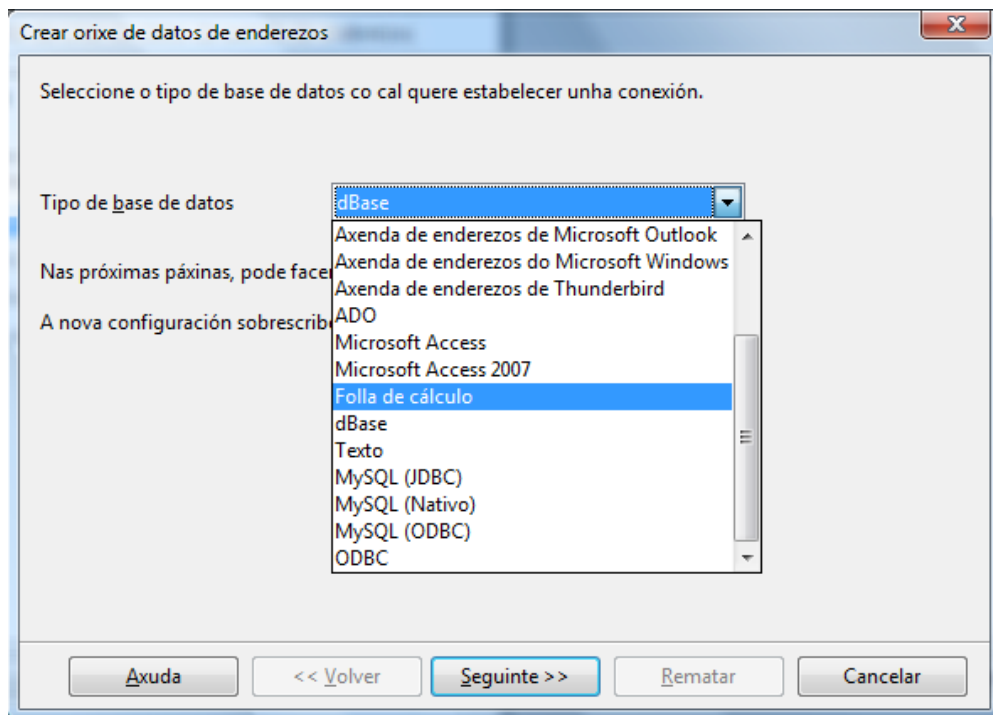 Crear orixe de datos de enderezos
Seleccione o tipo de base de datos co cal quere estabelecer unha conexión.
Tipo de base de datos
dBase
Axenda de enderezos de Microsoft Outlook
Nas próximas páxinas, pode facer
Axenda de enderezos do Microsoft Windows
Axenda de enderezos de Thunderbird
A nova configuración sobrescribe
ADO
Microsoft Access
Microsoft Access 2007
Folla de cálculo
dBase
Texto
MySQL (JDBC)
MySQL (Nativo)
MySQL (ODBC)
ODBC
Axuda
<< Volver
Seguinte >>
Rematar
Cancelar